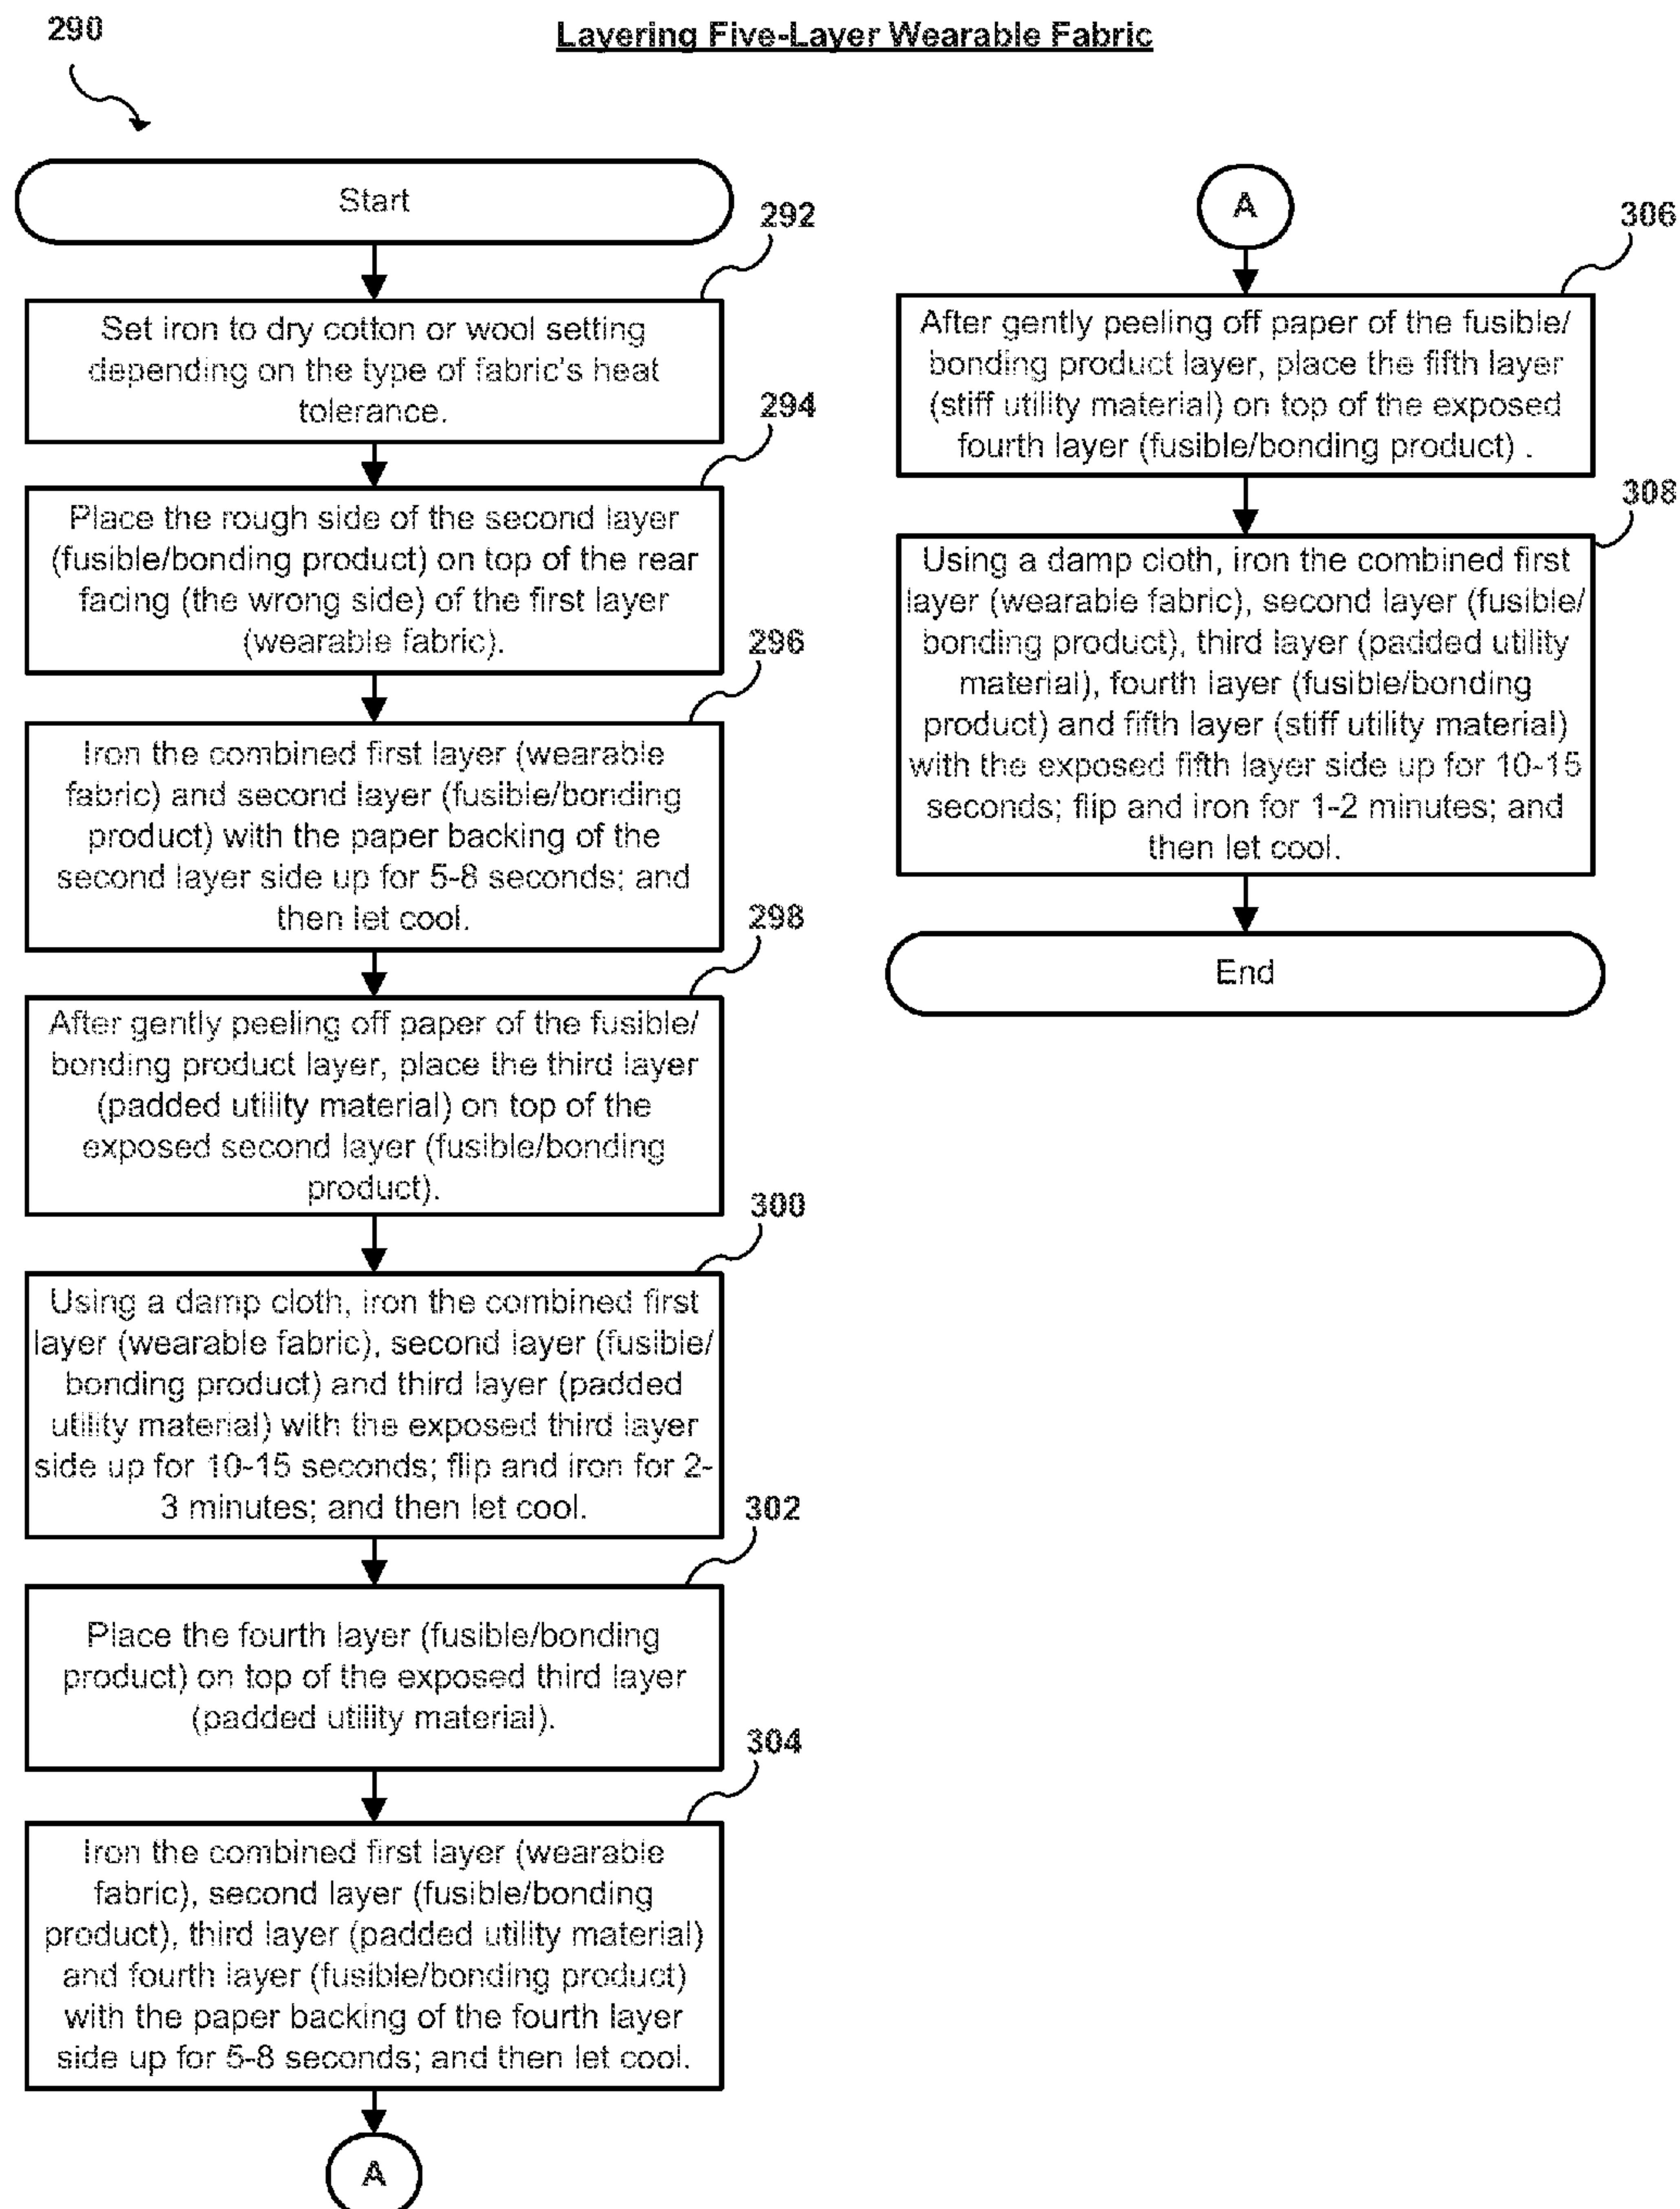 290
Layering Five-Layer Wearable Fabric
Start
292
Set iron to dry cotton or wool setting
depending on the type of fabric's heat
tolerance.
294
Place the rough side of the second layer
(fusible/bonding product) on top of the rear
facing (the wrong side) of the first layer
(wearable fabric).
296
Iron the combined first layer (wearable
fabric) and second layer (fusible/bonding
product) with the paper backing of the
second layer side up for 5-8 seconds; and
then let cool.
298
After gently peeling off paper of the fusible/
bonding product layer, place the third layer
(padded utility material) on top of the
exposed second layer (fusible/bonding
product).
300
Using a damp cloth, iron the combined first
layer (wearable fabric), second layer (fusible/
bonding product) and third layer (padded
utility material) with the exposed third layer
side up for 10-15 seconds; flip and iron for 2-
3 minutes; and then let cool.
302
Place the fourth layer (fusible/bonding
product) on top of the exposed third layer
(padded utility material).
304
Iron the combined first layer (wearable
fabric), second layer (fusible/bonding
product), third layer (padded utility material)
and fourth layer (fusible/bonding product)
with the paper backing of the fourth layer
side up for 5-8 seconds; and then let cool.
A
A
306
After gently peeling off paper of the fusible/
bonding product layer, place the fifth layer
(stiff utility material) on top of the exposed
fourth layer (fusible/bonding product) .
308
Using a damp cloth, iron the combined first
layer (wearable fabric), second layer (fusible/
bonding product), third layer (padded utility
material), fourth layer (fusible/bonding
product) and fifth layer (stiff utility material)
with the exposed fifth layer side up for 10-15
seconds; flip and iron for 1-2 minutes; and
then let cool.
End